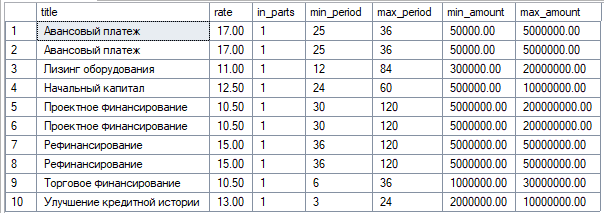 title rate in_parts min_period max_period min_amount max_amount
1 Авансовый платеж 17.00 1 25 36 50000.00 5000000.00
2 Авансовый платеж 17.00 1 25 36 50000.00 5000000.00
3 Лизинг оборудования 11.00 1 12 84 300000.00 20000000.00
4 Начальный капитал 12.50 1 24 60 500000.00 10000000.00
5 Проектное финансирование 10.50 1 30 120 5000000.00 200000000.00
6 Проектное финансирование 10.50 1 30 120 5000000.00 200000000.00
7 Рефинансирование 15.00 1 36 120 500000.00 5000000.00
8 Рефинансирование 15.00 1 36 120 500000.00 5000000.00
9 Торговое финансирование 10.50 1 6 36 1000000.00 30000000.00
10 Улучшение кредитной истории 13.00 1 3 24 2000000.00 10000000.00